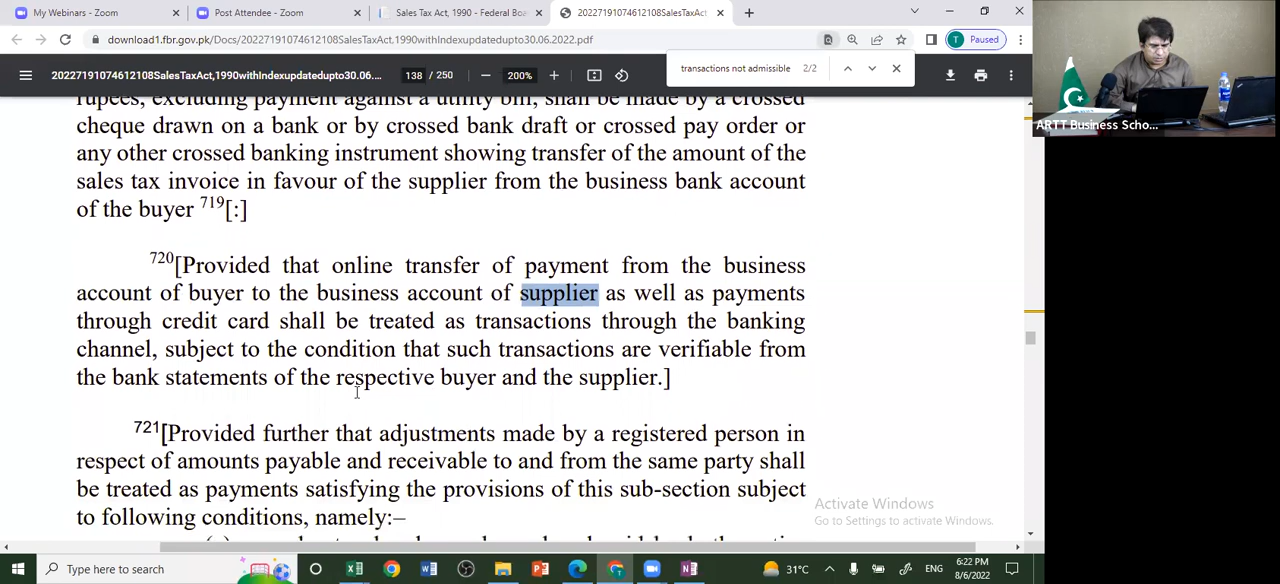 My Webinars - Zoom
Post Attendee - Zoom
Sales Tax Act, 1990 - Federal Boa
20227191074612108SalesTaxAct
download1.fbr.gov.pk/Docs/20227191074612108SalesTaxAct,1990withIndexupdatedupto30.06.2022.pdf
T Paused
20227191074612108SalesTaxAct,1990withIndexupdatedupto30.06....
138 / 250
200%
transactions not admissible 2/2
ARTT Business Scho...
rupees, excluding payment against a utility bill, shall be made by a crossed
cheque drawn on a bank or by crossed bank draft or crossed pay order or
any other crossed banking instrument showing transfer of the amount of the
sales tax invoice in favour of the supplier from the business bank account
of the buyer 719[:]
720[Provided that online transfer of payment from the business
account of buyer to the business account of supplier as well as payments
through credit card shall be treated as transactions through the banking
channel, subject to the condition that such transactions are verifiable from
the bank statements of the respective buyer and the supplier.]
721[Provided further that adjustments made by a registered person in
respect of amounts payable and receivable to and from the same party shall
be treated as payments satisfying the provisions of this sub-section subject
to following conditions, namely:–
Activate Windows
Go to Settings to activate Windows.
Type here to search
31°C
ENG
6:22 PM
8/6/2022